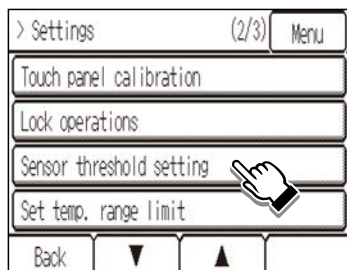 > Settings (2/3) Menu
Touch panel calibration
Lock operations
Sensor threshold setting
Set temp. range limit
Back ▼ ▲